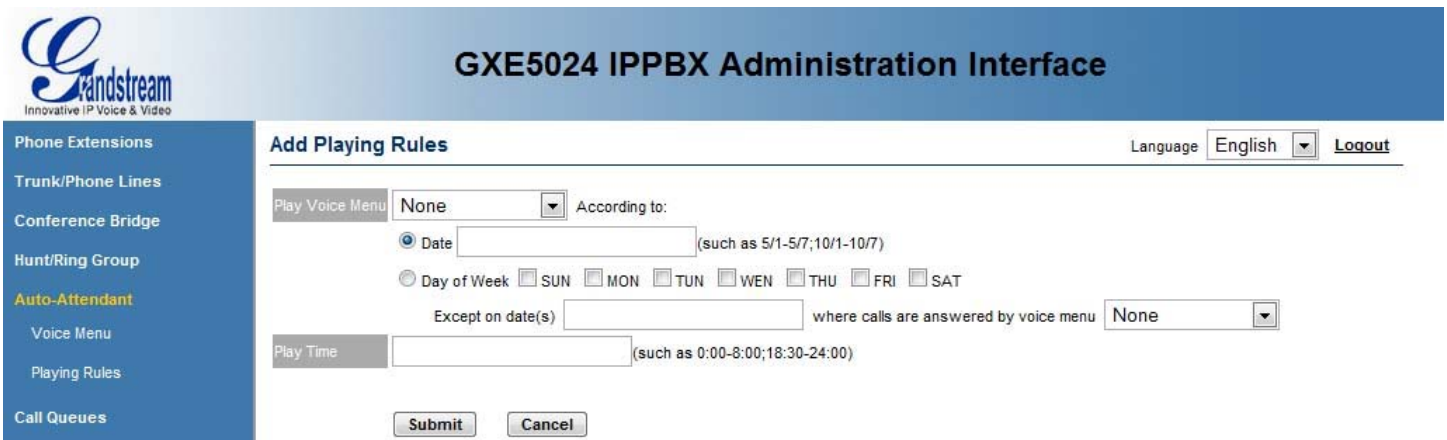 Grandstream
Innovative IP Voice & Video
GXE5024 IPPBX Administration Interface
Phone Extensions
Trunk/Phone Lines
Conference Bridge
Hunt/Ring Group
Auto-Attendant
Voice Menu
Playing Rules
Call Queues
Add Playing Rules
Language English Logout
Play Voice Menu None According to:
Date (such as 5/1-5/7;10/1-10/7)
Day of Week SUN MON TUN WEN THU FRI SAT
Except on date(s) where calls are answered by voice menu None
Play Time (such as 0:00-8:00;18:30-24:00)
Submit Cancel